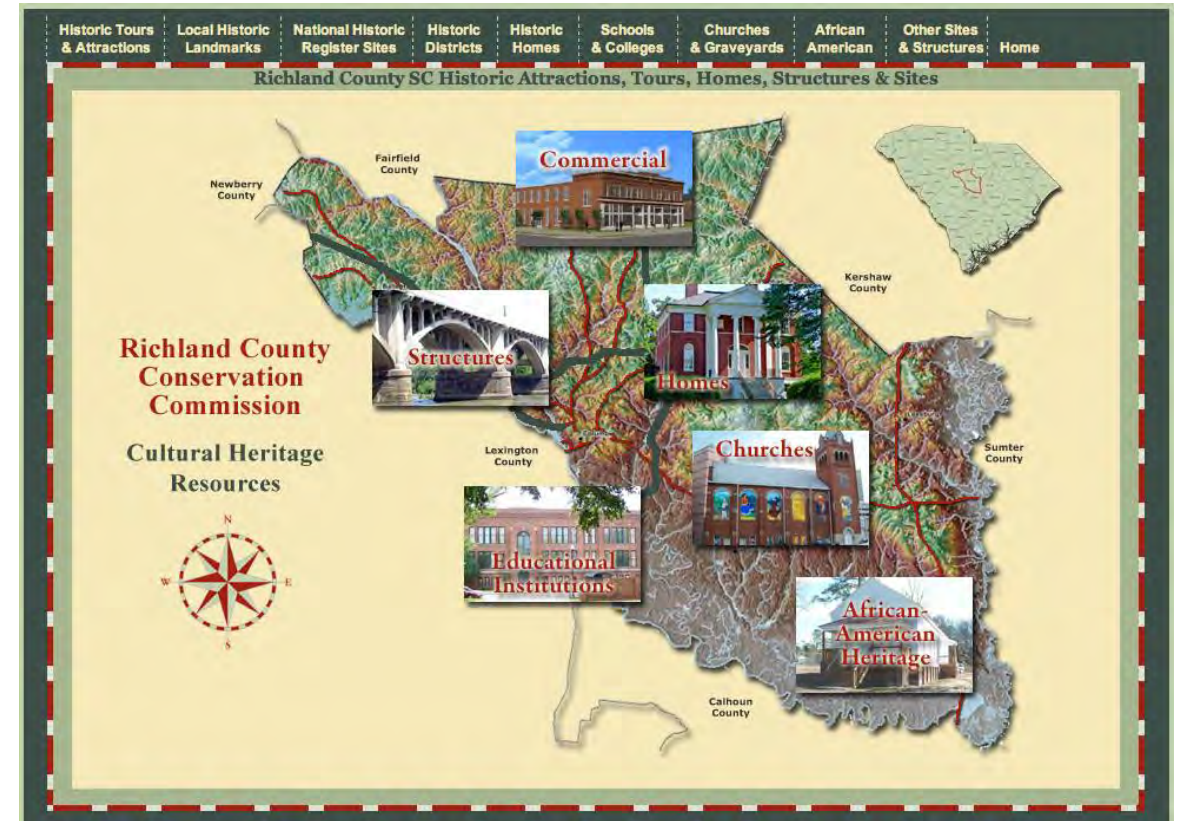 Historic Tours
& Attractions
Local Historic
Landmarks
National Historic
Register Sites
Historic
Districts
Historic
Homes
Schools
& Colleges
Churches
& Graveyards
African
American
Other Sites
& Structures
Home
Richland County SC Historic Attractions, Tours, Homes, Structures & Sites
Fairfield
County
Newberry
County
Commercial
Kershaw
County
Structures
Homes
Richland County
Conservation
Commission
Cultural Heritage
Resources
Lexington
County
Churches
Sumter
County
Educational
Institutions
African-
American
Heritage
Calhoun
County
N
W
E
S